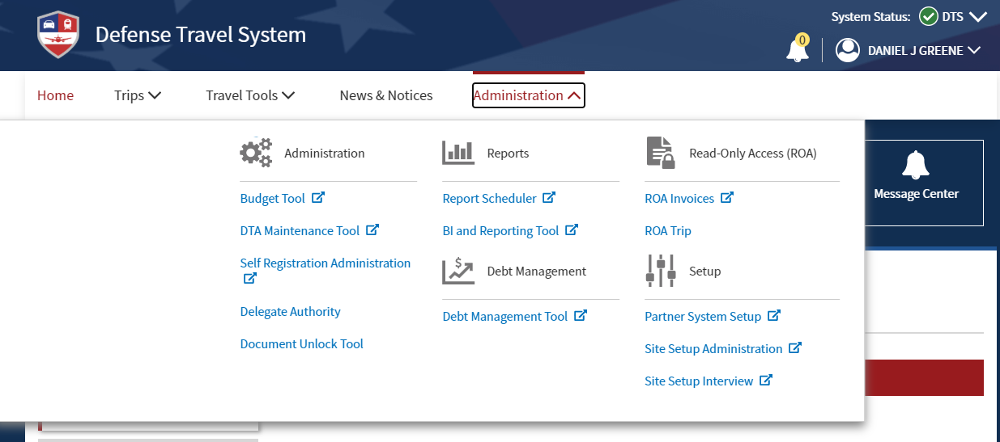 System Status: DTS
Defense Travel System
0
DANIEL J GREENE
Home Trips Travel Tools News & Notices Administration
Administration
Budget Tool
DTA Maintenance Tool
Self Registration Administration
Delegate Authority
Document Unlock Tool
Reports
Report Scheduler
BI and Reporting Tool
$
Debt Management
Debt Management Tool
Read-Only Access (ROA)
ROA Invoices
ROA Trip
Setup
Partner System Setup
Site Setup Administration
Site Setup Interview
Message Center